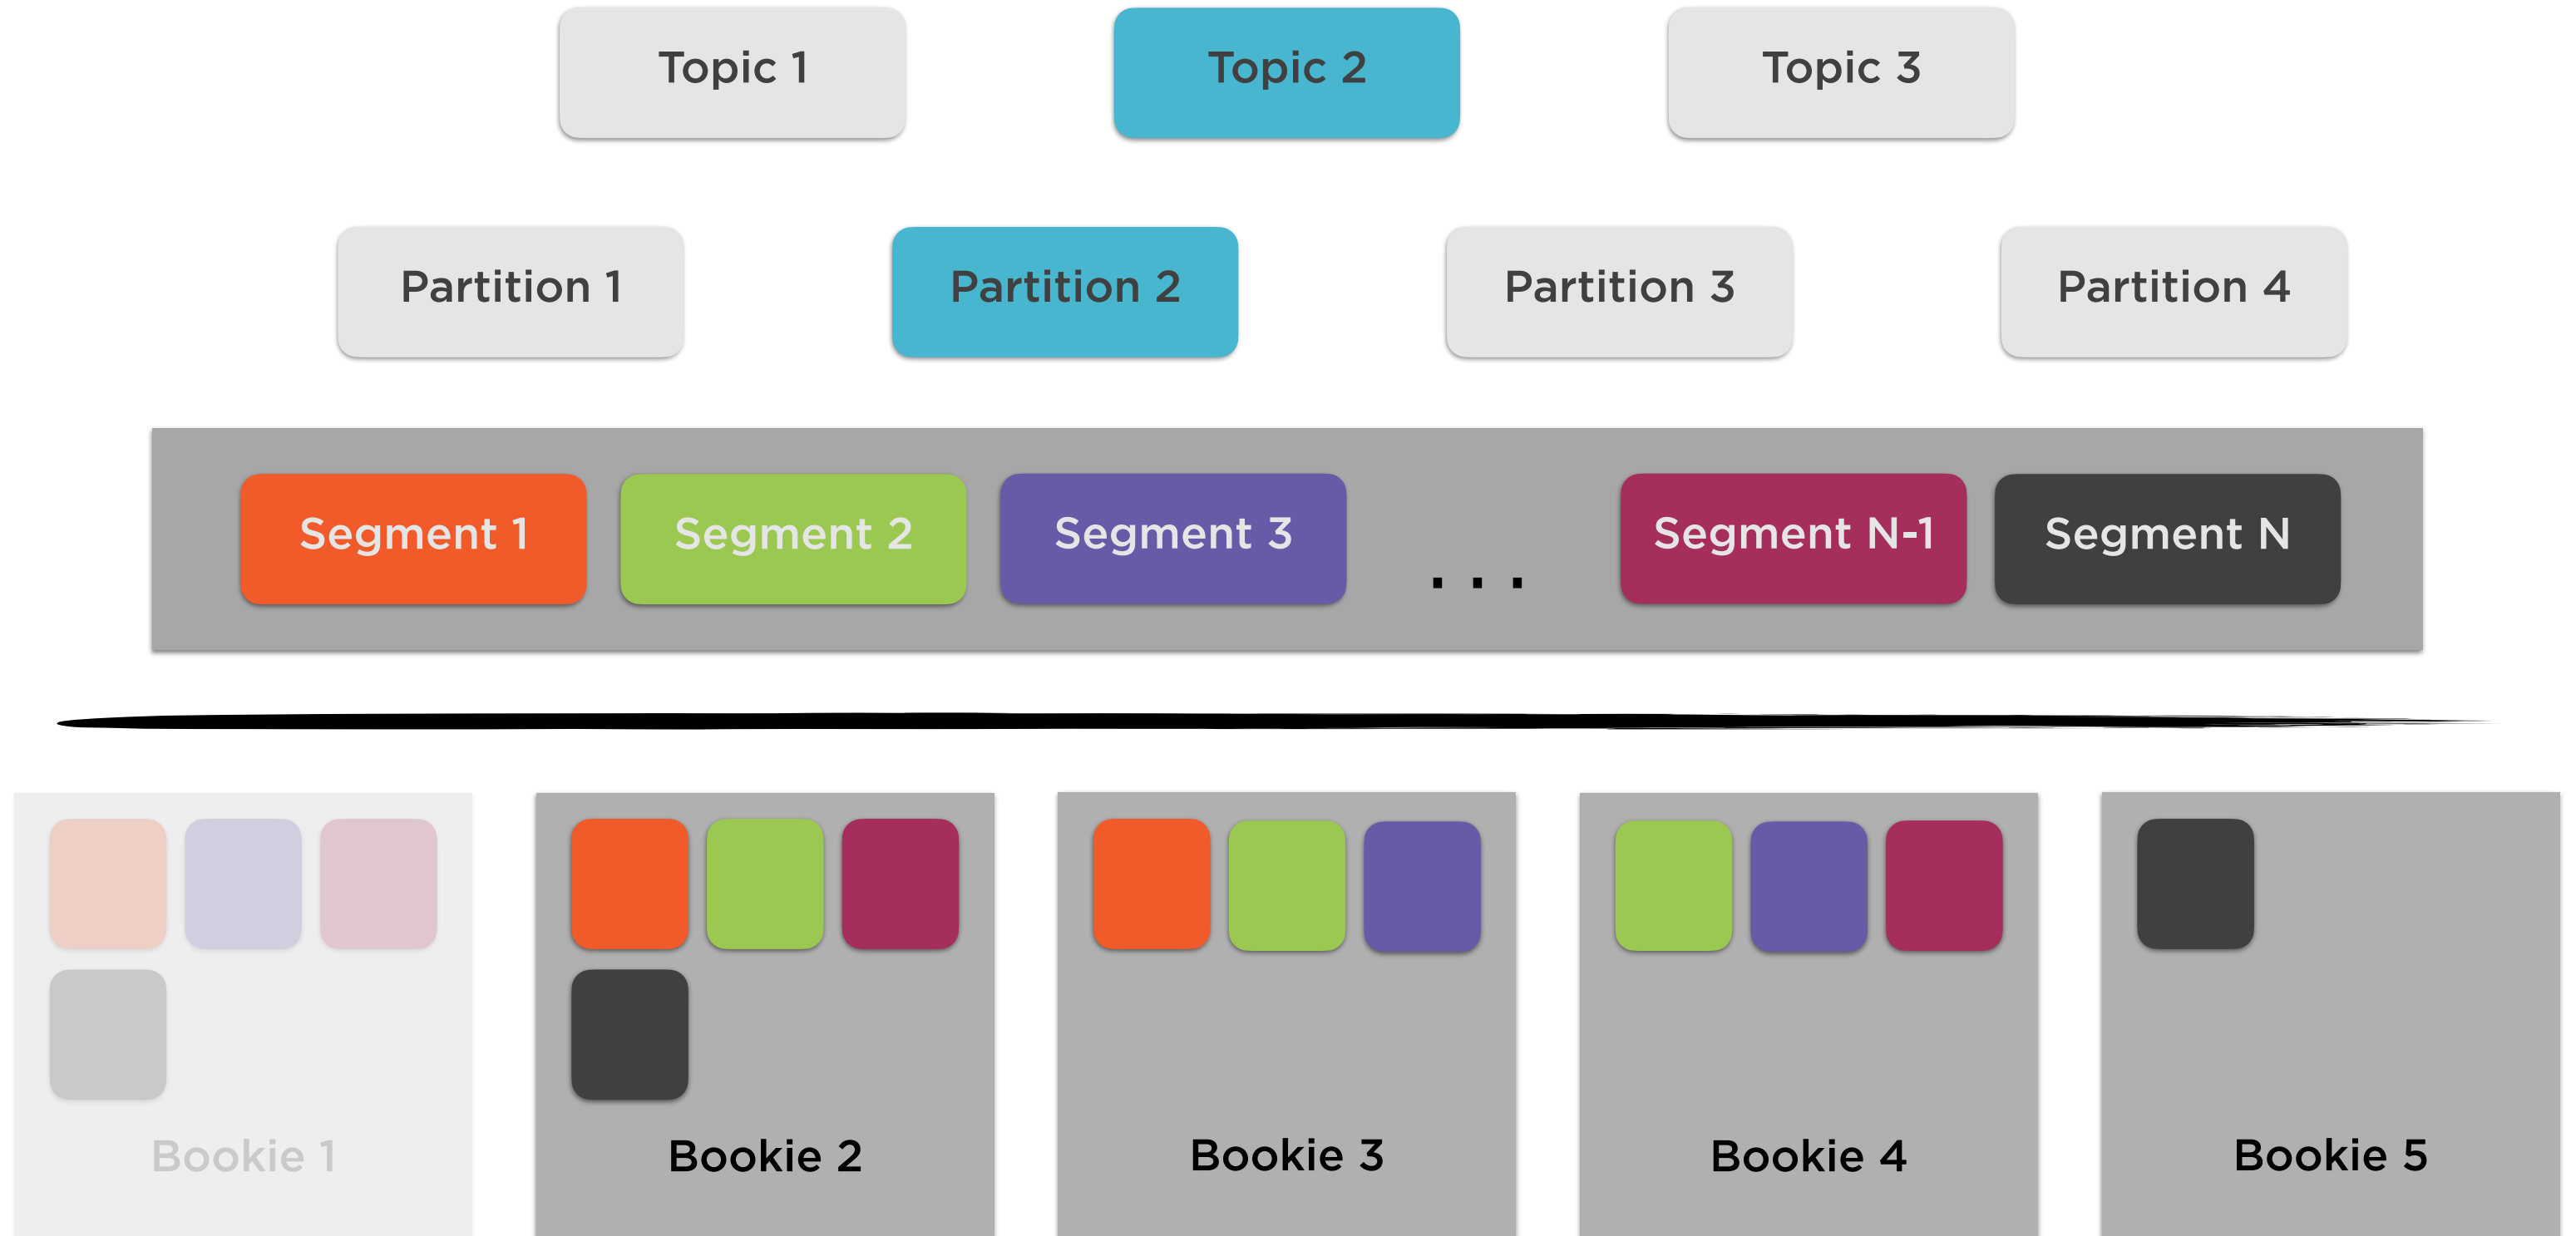 Topic 1
Topic 2
Topic 3
Partition 1
Partition 2
Partition 3
Partition 4
Segment 1
Segment 2
Segment 3
...
Segment N-1
Segment N
Bookie 1
Bookie 2
Bookie 3
Bookie 4
Bookie 5